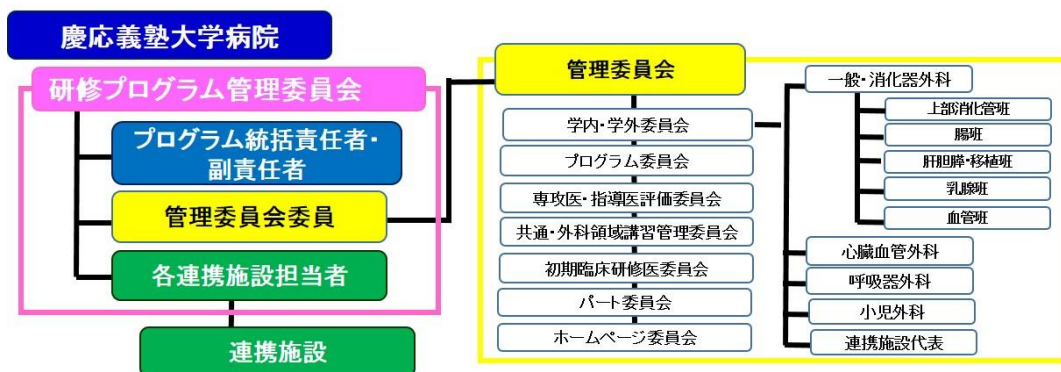 慶応義塾大学病院
研修プログラム管理委員会
プログラム統括責任者・
副責任者
管理委員会委員
各連携施設担当者
連携施設
管理委員会
学内・学外委員会
プログラム委員会
専攻医・指導医評価委員会
共通・外科領域講習管理委員会
初期臨床研修医委員会
パート委員会
ホームページ委員会
一般・消化器外科
上部消化管班
腸班
肝胆膵・移植班
乳腺班
血管班
心臓血管外科
呼吸器外科
小児外科
連携施設代表